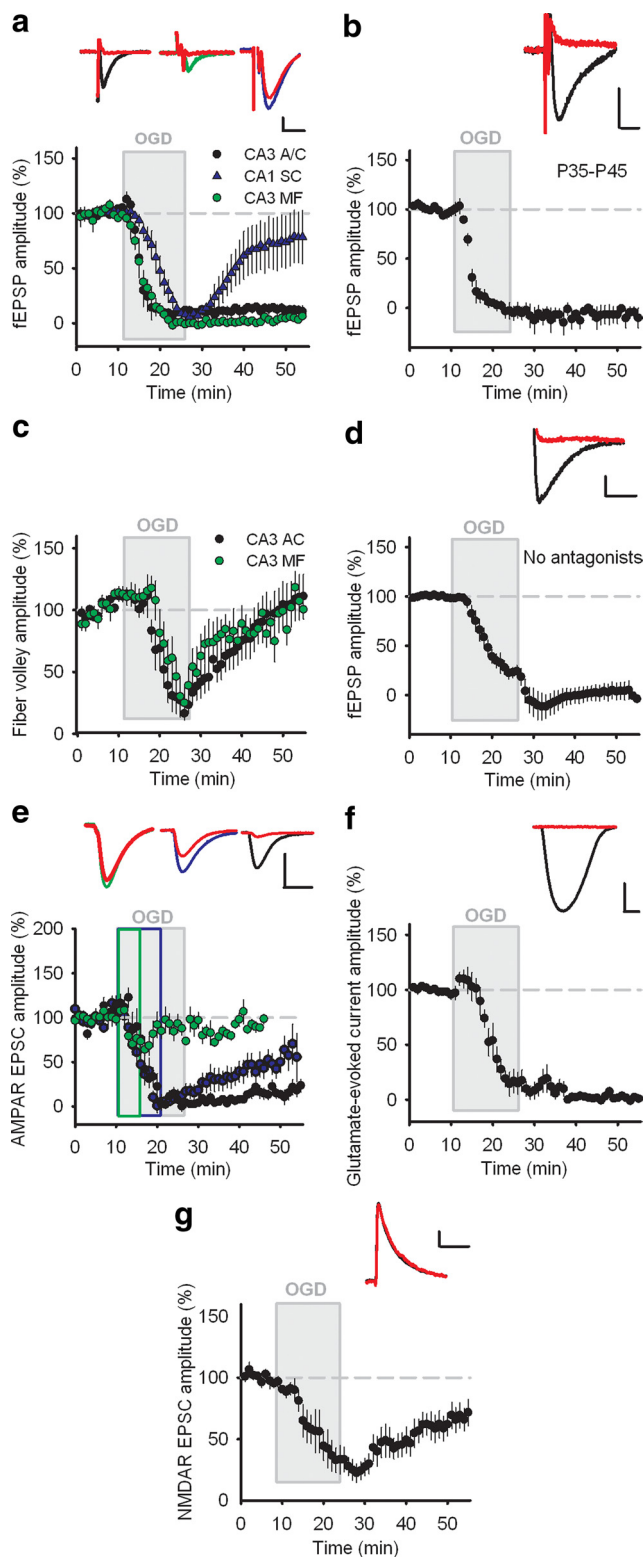 a
OGD
CA3 A/C
CA1 SC
CA3 MF
fEPSP amplitude (%)
150
100
50
0
0 10 20 30 40 50
Time (min)
b
OGD
P35-P45
fEPSP amplitude (%)
150
100
50
0
0 10 20 30 40 50
Time (min)
c
OGD
CA3 AC
CA3 MF
Fiber volley amplitude (%)
150
100
50
0
0 10 20 30 40 50
Time (min)
d
OGD
No antagonists
fEPSP amplitude (%)
150
100
50
0
0 10 20 30 40 50
Time (min)
e
OGD
AMPAR EPSC amplitude (%)
200
150
100
50
0
0 10 20 30 40 50
Time (min)
f
OGD
Glutamate-evoked current amplitude (%)
150
100
50
0
0 10 20 30 40 50
Time (min)
g
OGD
NMDAR EPSC amplitude (%)
150
100
50
0
0 10 20 30 40 50
Time (min)